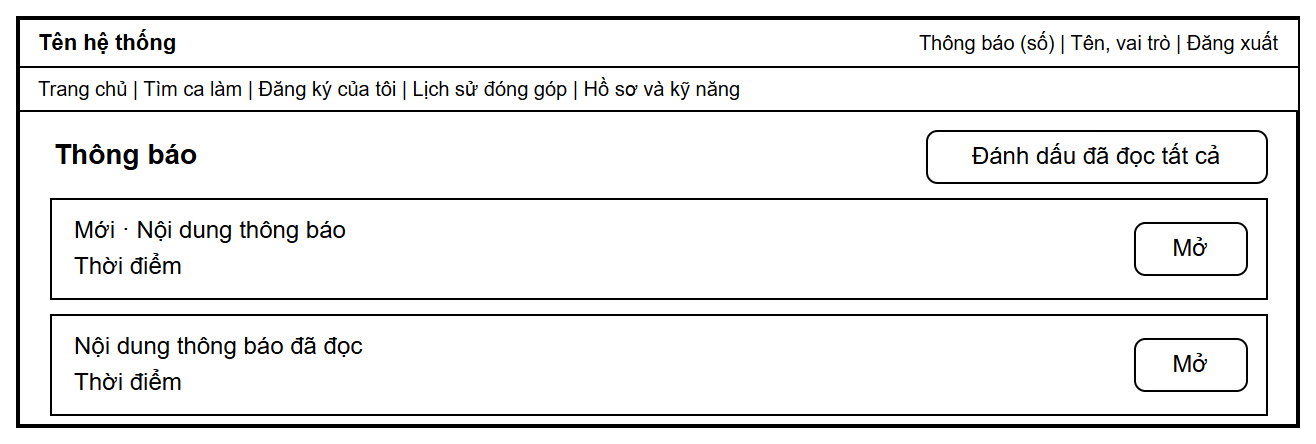 Tên hệ thống
Thông báo (số) | Tên, vai trò | Đăng xuất
Trang chủ | Tìm ca làm | Đăng ký của tôi | Lịch sử đóng góp | Hồ sơ và kỹ năng
Thông báo
Đánh dấu đã đọc tất cả
Mới · Nội dung thông báo
Thời điểm
Mở
Nội dung thông báo đã đọc
Thời điểm
Mở